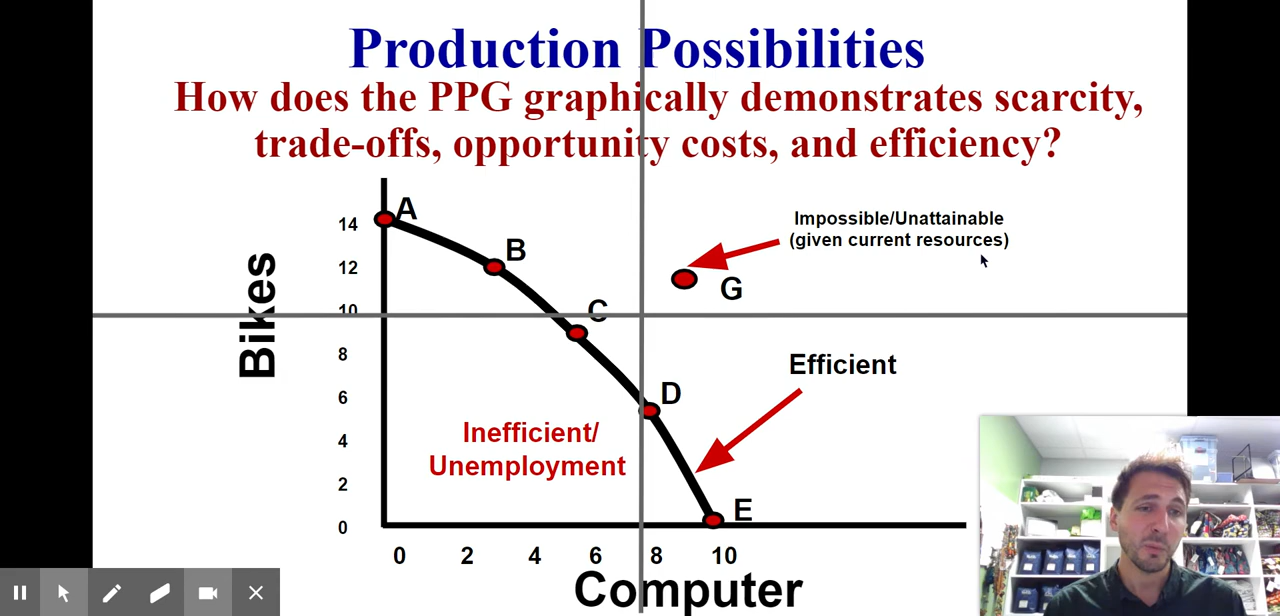 Production Possibilities
How does the PPG graphically demonstrates scarcity,
trade-offs, opportunity costs, and efficiency?
A
14
Impossible/Unattainable
(given current resources)
B
12
G
C
10
Bikes
8
Efficient
6
D
Inefficient/
Unemployment
4
2
E
0
0 2 4 6 8 10
Computer